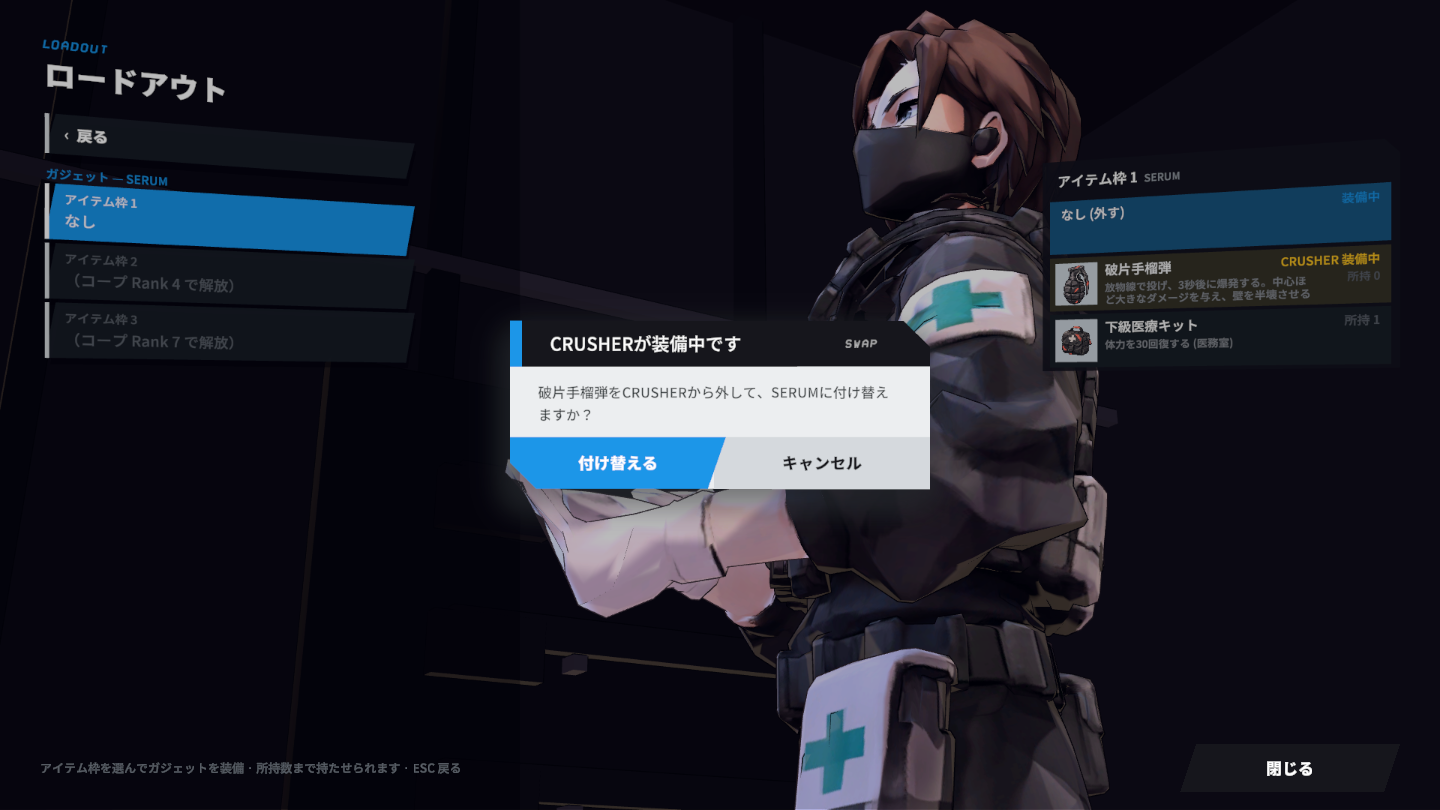 LOADOUT
ロードアウト
‹ 戻る
ガジェット — SERUM
アイテム枠 1
なし
アイテム枠 2
（コープ Rank 4 で解放）
アイテム枠 3
（コープ Rank 7 で解放）
アイテム枠 1 SERUM
装備中
なし (外す)
破片手榴弾
CRUSHER 装備中
所持 0
放物線で投げ、3秒後に爆発する。中心ほ
ど大きなダメージを与え、壁を半壊させる
下級医療キット
所持 1
体力を30回復する (医務室)
CRUSHERが装備中です
SWAP
破片手榴弾をCRUSHERから外して、SERUMに付け替え
ますか？
付け替える
キャンセル
アイテム枠を選んでガジェットを装備 · 所持数まで持たせられます · ESC 戻る
閉じる